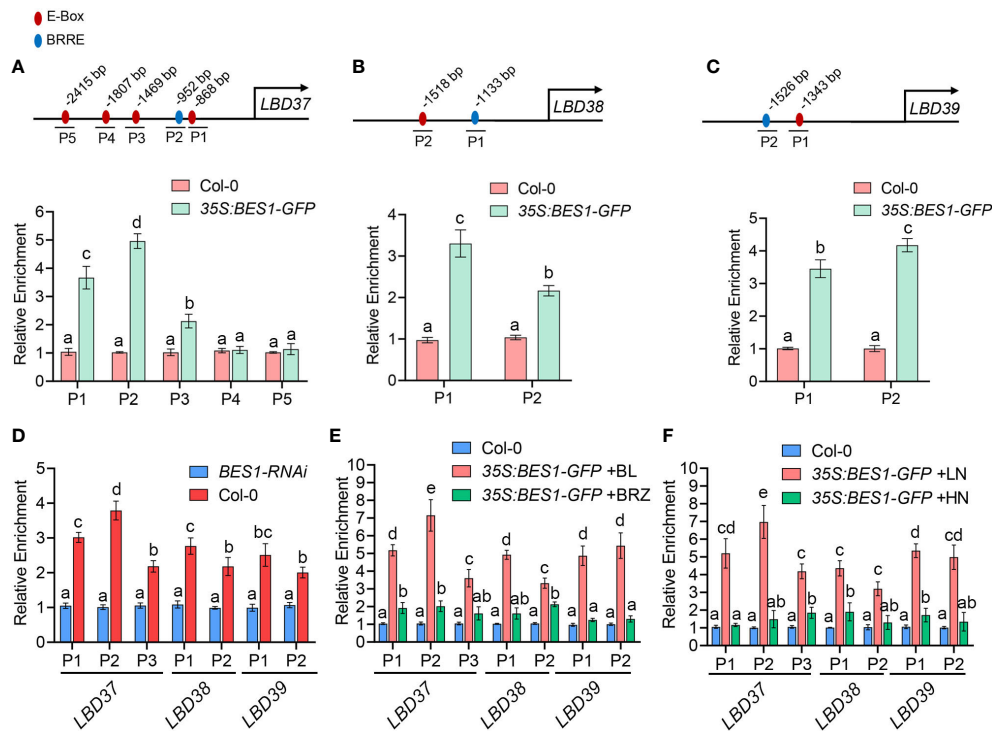 E-Box
BRRE
A
-2415 bp
-1807 bp
-1469 bp
-952 bp
-868 bp
LBD37
P5 P4 P3 P2 P1
Col-0
35S:BES1-GFP
Relative Enrichment
6
5
4
3
2
1
0
a c a d a b a a a a
P1 P2 P3 P4 P5
B
-1518 bp
-1133 bp
LBD38
P2 P1
Col-0
35S:BES1-GFP
Relative Enrichment
4
3
2
1
0
a c a b
P1 P2
C
-1526 bp
-1343 bp
LBD39
P2 P1
Col-0
35S:BES1-GFP
Relative Enrichment
5
4
3
2
1
0
a b a c
P1 P2
D
BES1-RNAi
Col-0
Relative Enrichment
5
4
3
2
1
0
a c a d a b a c a b a bc a b
P1 P2 P3 P1 P2 P1 P2
LBD37 LBD38 LBD39
E
Col-0
35S:BES1-GFP +BL
35S:BES1-GFP +BRZ
Relative Enrichment
10
9
8
7
6
5
4
3
2
1
0
a d b a e b a c ab a d ab a c b a d a a d a
P1 P2 P3 P1 P2 P1 P2
LBD37 LBD38 LBD39
F
Col-0
35S:BES1-GFP +LN
35S:BES1-GFP +HN
Relative Enrichment
10
9
8
7
6
5
4
3
2
1
0
a cd a a e ab a c b a c b a c ab a d b a cd ab
P1 P2 P3 P1 P2 P1 P2
LBD37 LBD38 LBD39